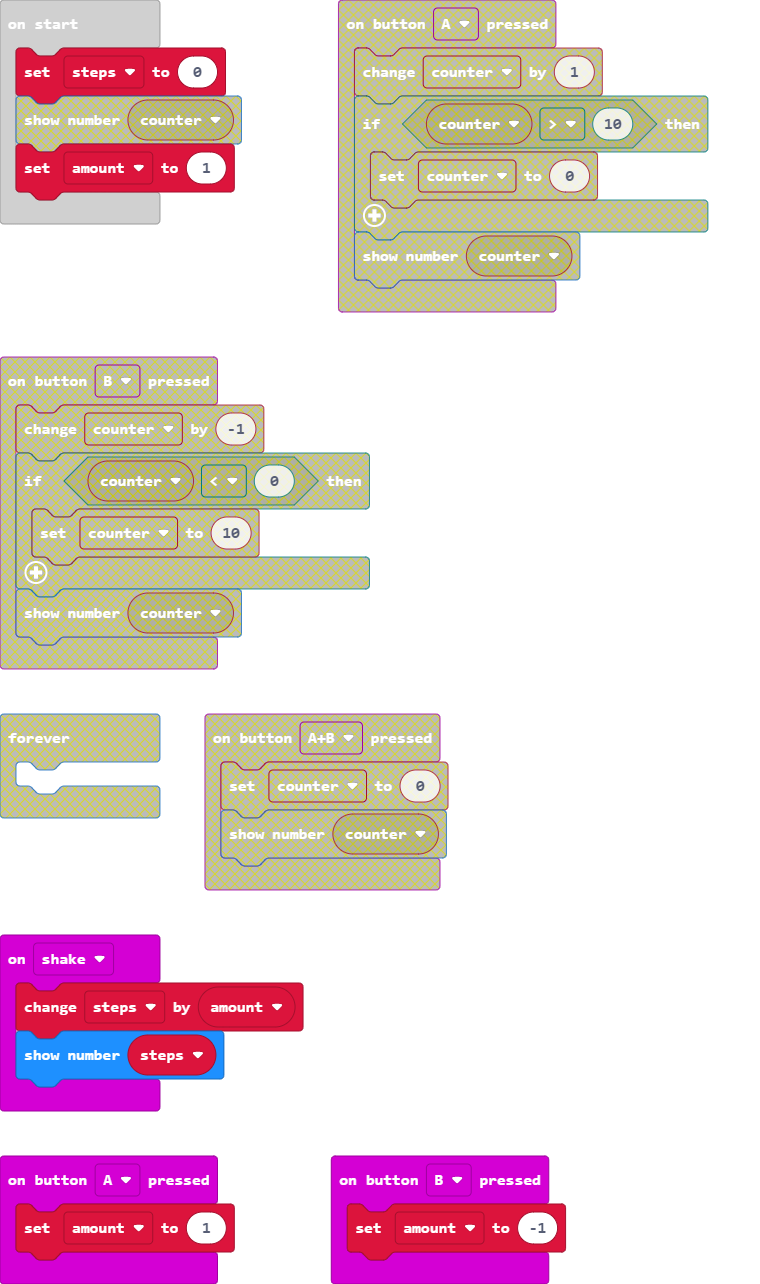 on start
set steps to 0
show number counter
set amount to 1
on button A pressed
change counter by 1
if counter > 10 then
set counter to 0
show number counter
on button B pressed
change counter by -1
if counter < 0 then
set counter to 10
show number counter
forever
on button A+B pressed
set counter to 0
show number counter
on shake
change steps by amount
show number steps
on button A pressed
set amount to 1
on button B pressed
set amount to -1